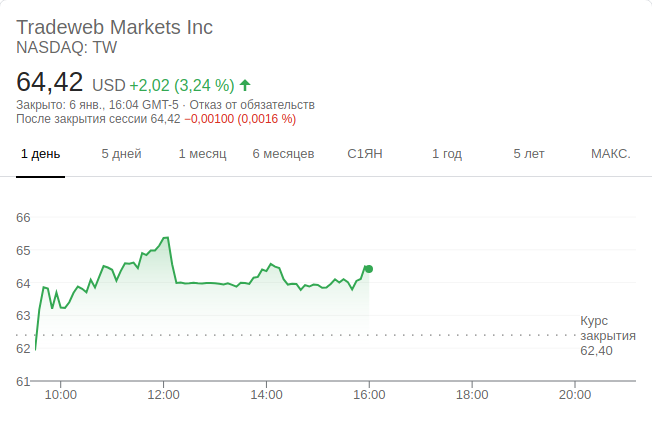 Tradeweb Markets Inc
NASDAQ: TW
64,42 USD +2,02 (3,24 %)
Закрыто: 6 янв., 16:04 GMT-5 · Отказ от обязательств
После закрытия сессии 64,42 −0,00100 (0,0016 %)
1 день 5 дней 1 месяц 6 месяцев С1ЯН 1 год 5 лет МАКС.
66
65
64
63
62
61
Курс
закрытия
62,40
10:00 12:00 14:00 16:00 18:00 20:00